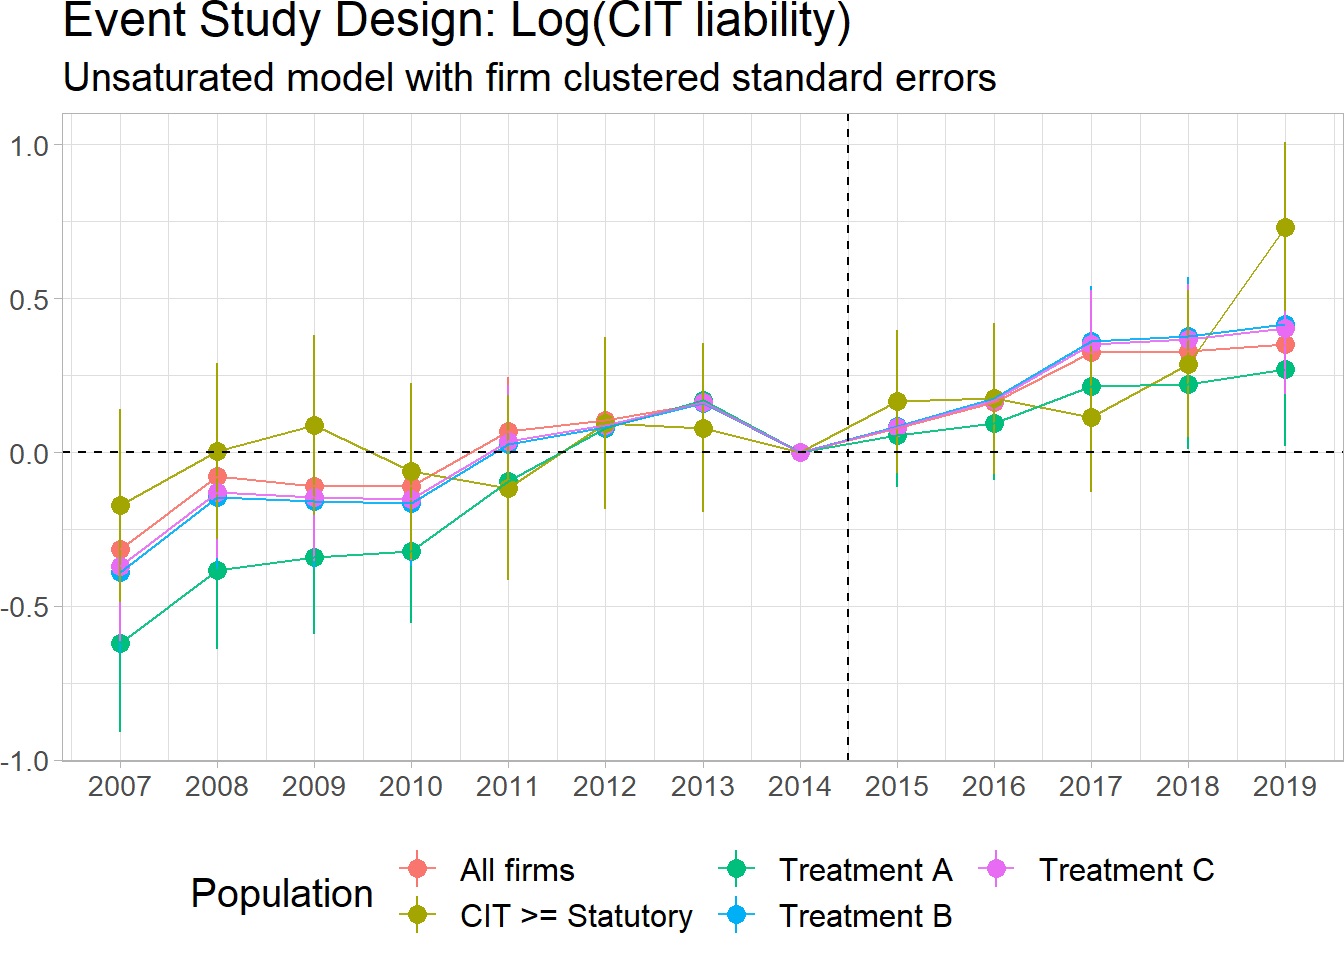 Event Study Design: Log(CIT liability)
Unsaturated model with firm clustered standard errors
1.0
0.5
0.0
-0.5
-1.0
2007 2008 2009 2010 2011 2012 2013 2014 2015 2016 2017 2018 2019
Population
All firms Treatment A Treatment C
CIT >= Statutory Treatment B